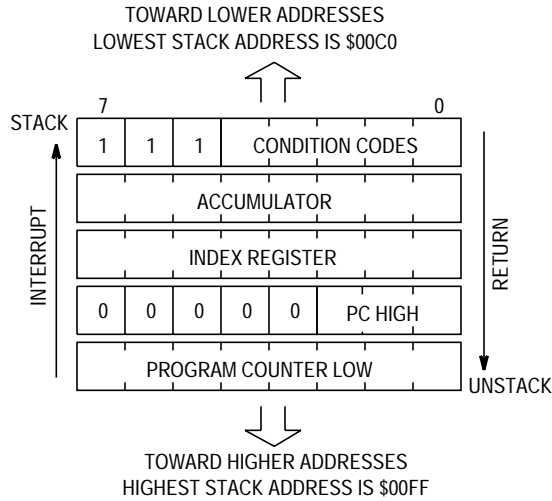 TOWARD LOWER ADDRESSES
LOWEST STACK ADDRESS IS $00C0
7 0
STACK
1 1 1 CONDITION CODES
ACCUMULATOR
INDEX REGISTER
0 0 0 0 0 PC HIGH
PROGRAM COUNTER LOW
INTERRUPT
RETURN
UNSTACK
TOWARD HIGHER ADDRESSES
HIGHEST STACK ADDRESS IS $00FF